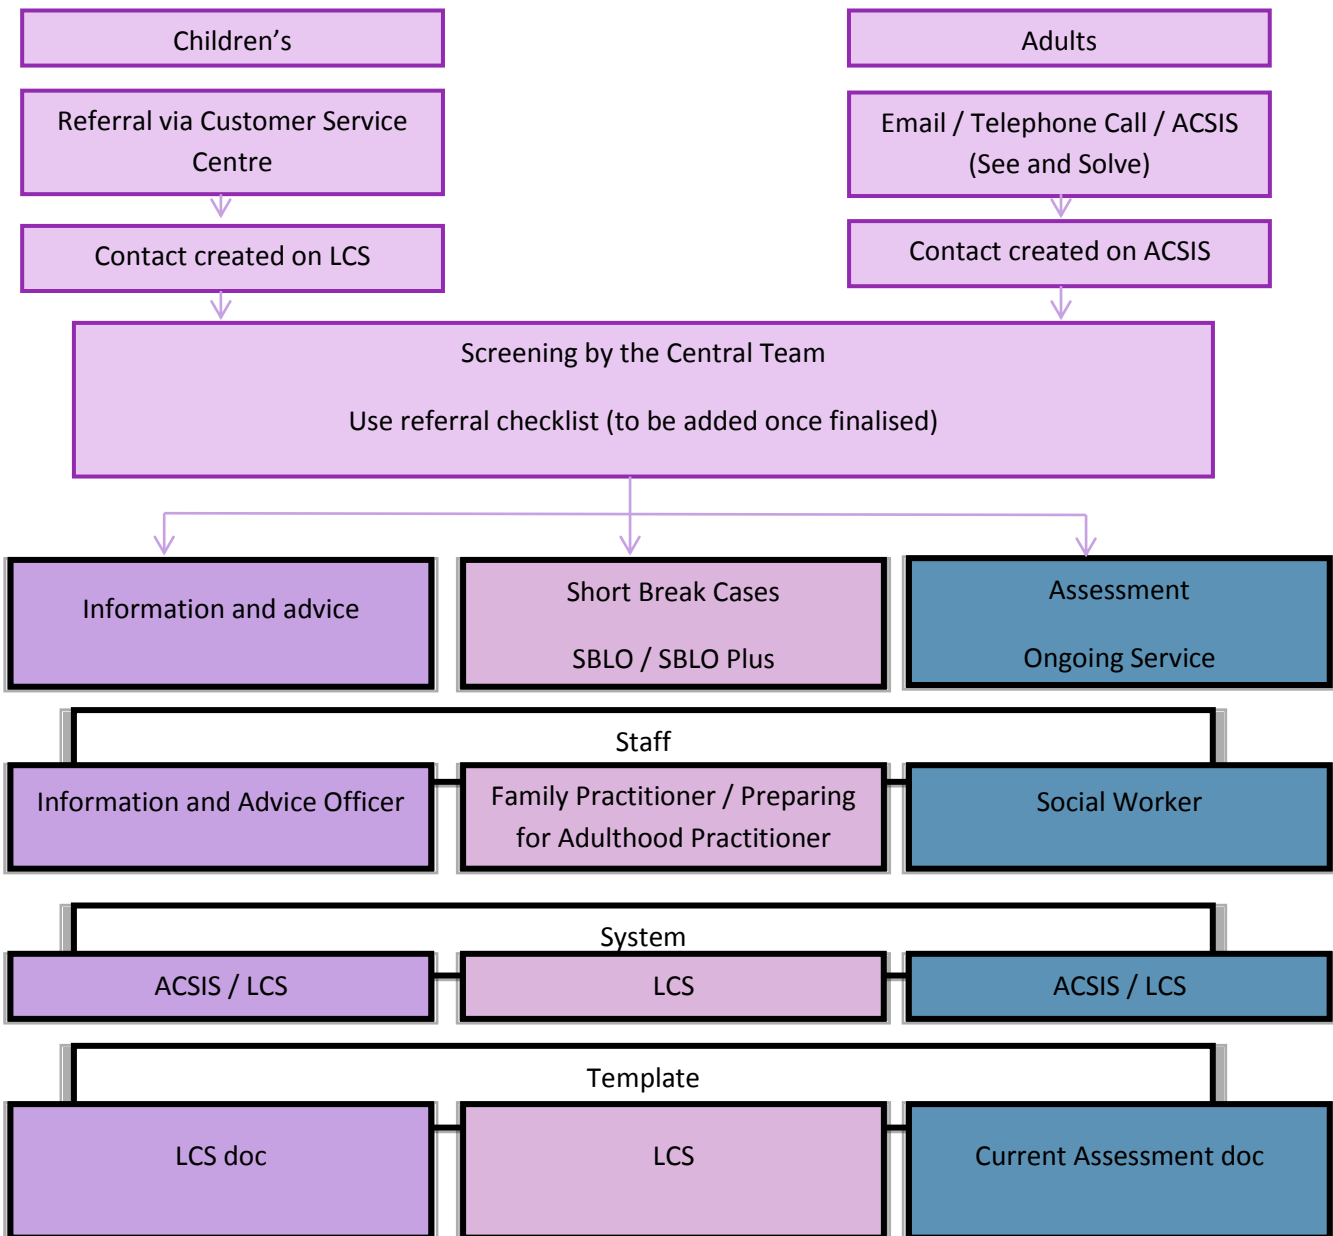 Children’s
Adults
Referral via Customer Service
Centre
Email / Telephone Call / ACSIS
(See and Solve)
Contact created on LCS
Contact created on ACSIS
Screening by the Central Team
Use referral checklist (to be added once finalised)
Information and advice
Short Break Cases
SBLO / SBLO Plus
Assessment
Ongoing Service
Staff
Information and Advice Officer
Family Practitioner / Preparing
for Adulthood Practitioner
Social Worker
System
ACSIS / LCS
LCS
ACSIS / LCS
Template
LCS doc
LCS
Current Assessment doc